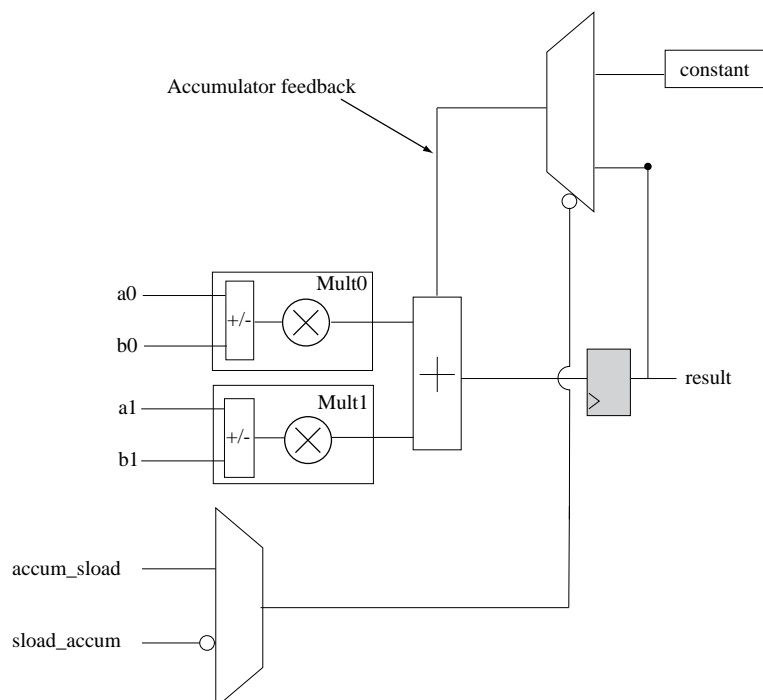 constant
Accumulator feedback
Mult0
a0
+/-
b0
result
Mult1
a1
+/-
b1
accum_sload
sload_accum